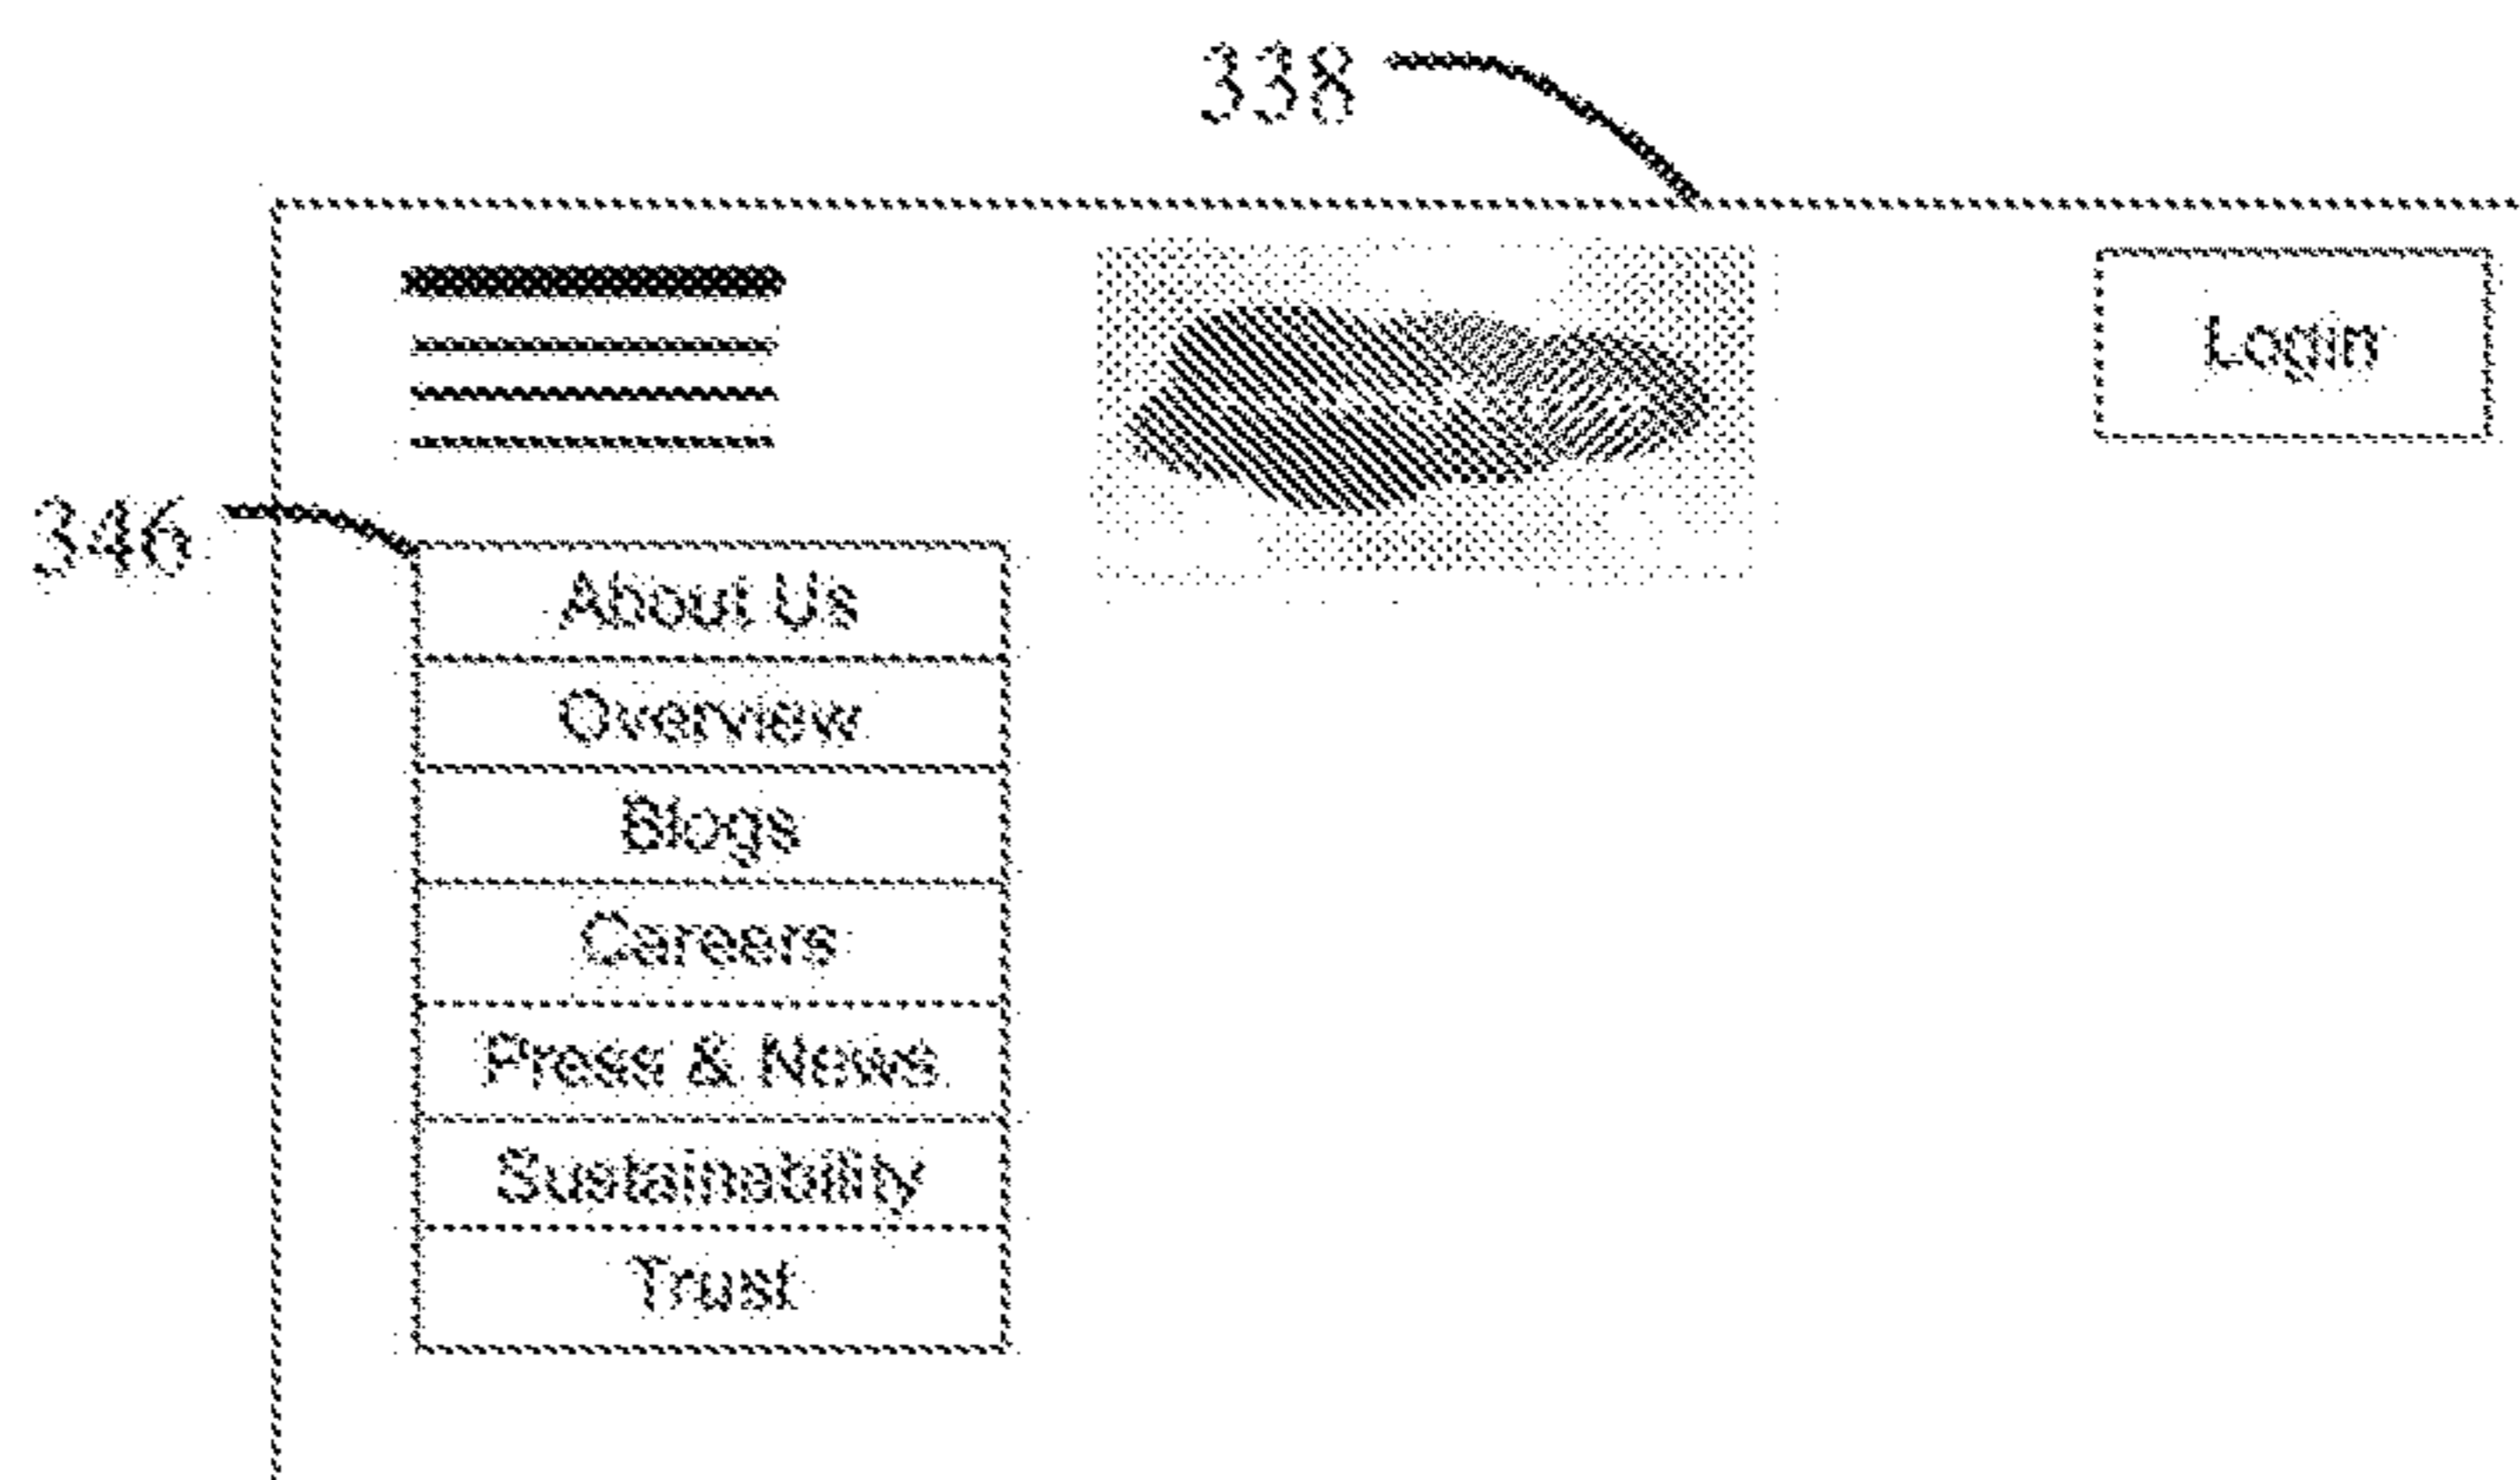 338
Login
346
About Us
Overview
Blogs
Careers
Press & News
Sustainability
Trust